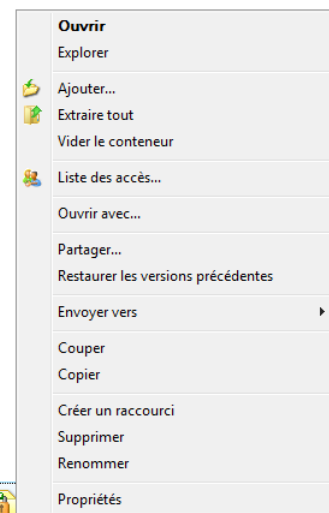 Ouvrir
Explorer
Ajouter...
Extraire tout
Vider le conteneur
Liste des accès...
Ouvrir avec...
Partager...
Restaurer les versions précédentes
Envoyer vers
Couper
Copier
Créer un raccourci
Supprimer
Renommer
Propriétés